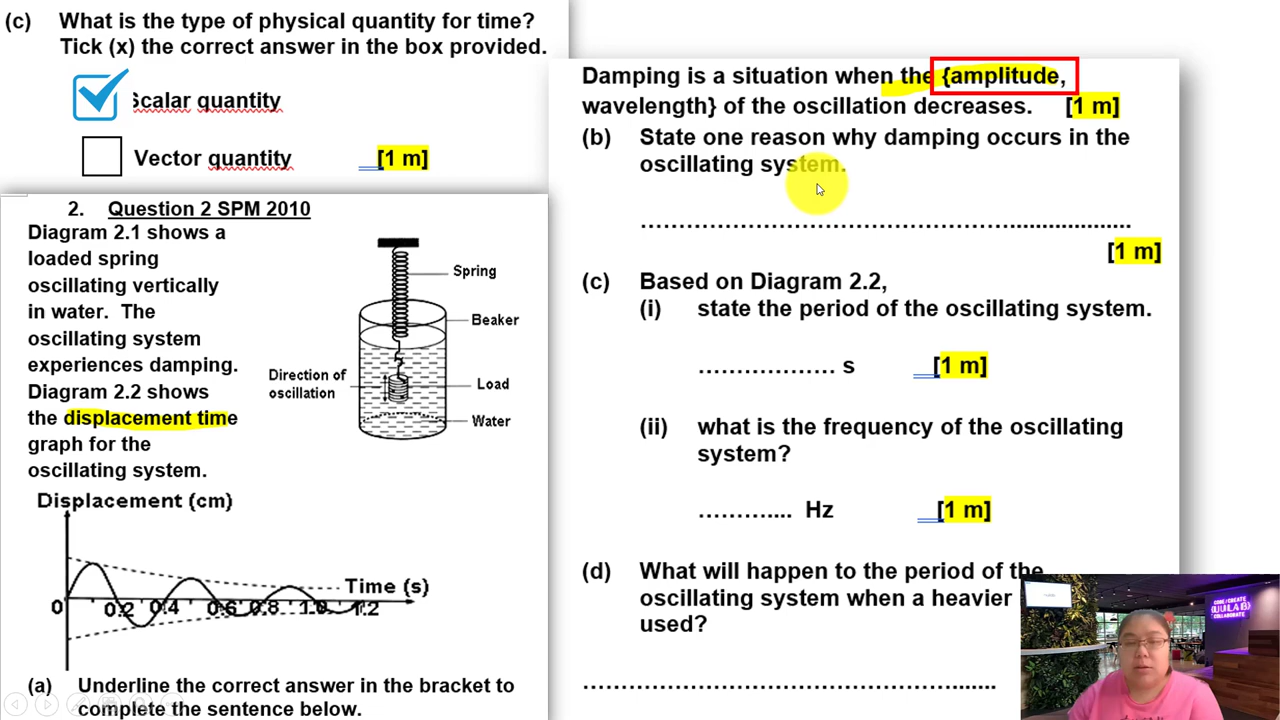 (c) What is the type of physical quantity for time?
Tick (x) the correct answer in the box provided.
Scalar quantity
Vector quantity [1 m]
2. Question 2 SPM 2010
Diagram 2.1 shows a
loaded spring
oscillating vertically
in water. The
oscillating system
experiences damping.
Diagram 2.2 shows
the displacement time
graph for the
oscillating system.
Spring
Beaker
Direction of
oscillation
Load
Water
Displacement (cm)
Time (s)
0 0.2 0.4 0.6 0.8 1.0 1.2
(a) Underline the correct answer in the bracket to
complete the sentence below.
Damping is a situation when the {amplitude,
wavelength} of the oscillation decreases. [1 m]
(b) State one reason why damping occurs in the
oscillating system.
………………………………………….....................
[1 m]
(c) Based on Diagram 2.2,
(i) state the period of the oscillating system.
……………… s [1 m]
(ii) what is the frequency of the oscillating
system?
………….... Hz [1 m]
(d) What will happen to the period of the
oscillating system when a heavier
used?
……………………………………………….......
CODE/CREATE
COLLABORATE